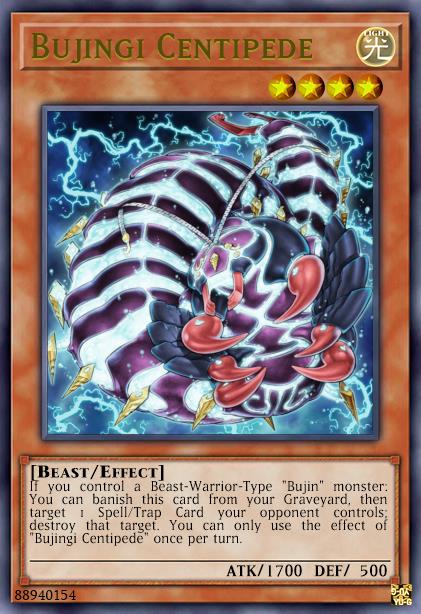 Bujingi Centipede
LIGHT
光
[Beast/Effect]
If you control a Beast-Warrior-Type "Bujin" monster:
You can banish this card from your Graveyard, then
target 1 Spell/Trap Card your opponent controls;
destroy that target. You can only use the effect of
"Bujingi Centipede" once per turn.
ATK/1700 DEF/ 500
88940154